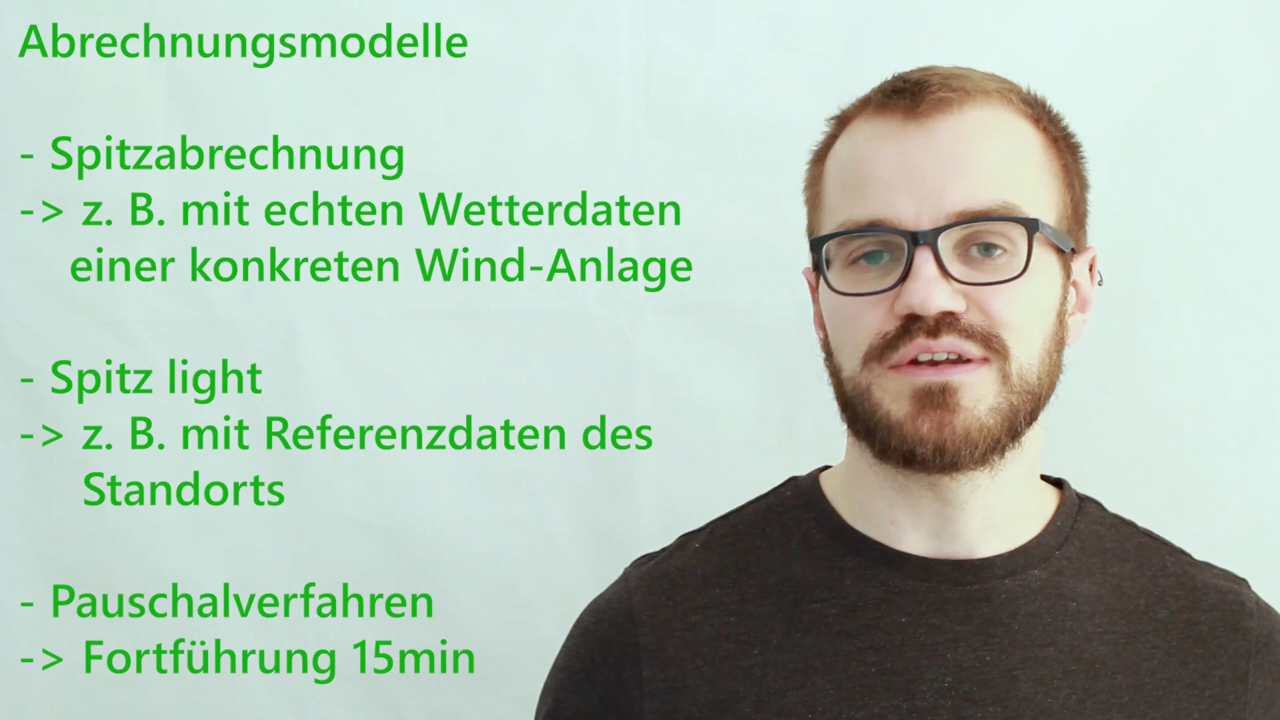 Abrechnungsmodelle
- Spitzabrechnung
-> z. B. mit echten Wetterdaten
einer konkreten Wind-Anlage
- Spitz light
-> z. B. mit Referenzdaten des
Standorts
- Pauschalverfahren
-> Fortführung 15min